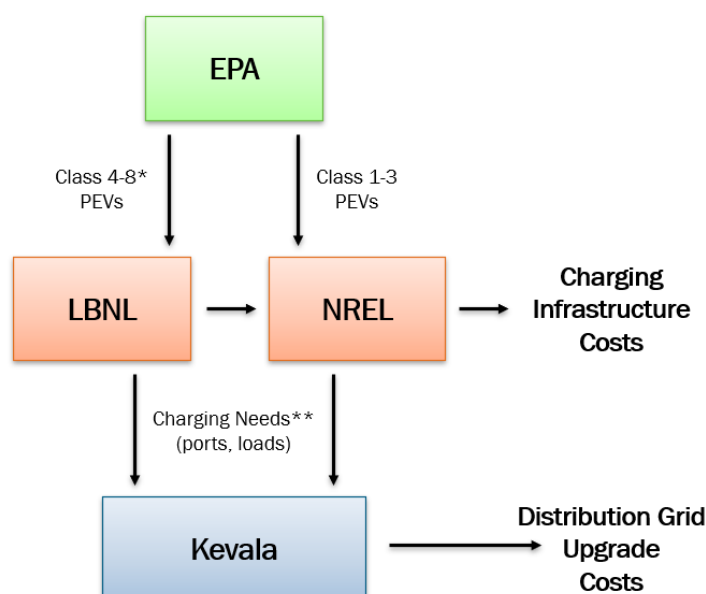 EPA
Class 4-8*
PEVs
Class 1-3
PEVs
LBNL
NREL
Charging
Infrastructure
Costs
Charging Needs**
(ports, loads)
Kevala
Distribution Grid
Upgrade
Costs